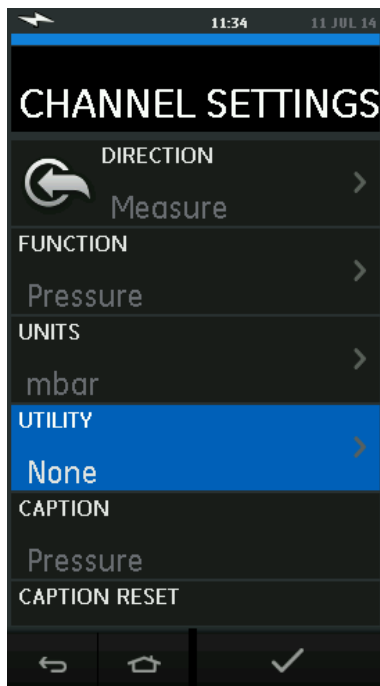 11:34 11 JUL 14
CHANNEL SETTINGS
DIRECTION
Measure
FUNCTION
Pressure
UNITS
mbar
UTILITY
None
CAPTION
Pressure
CAPTION RESET